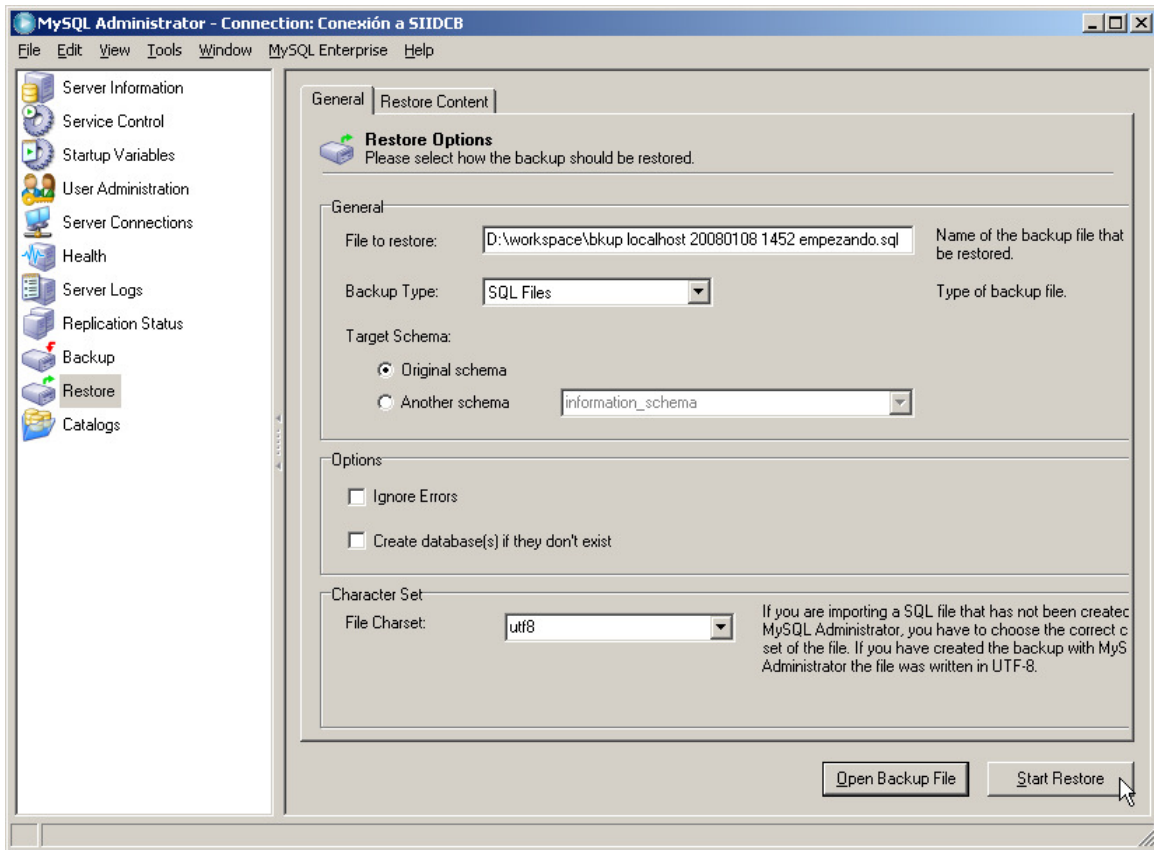 MySQL Administrator - Connection: Conexión a SIIDCB
File Edit View Tools Window MySQL Enterprise Help
Server Information
Service Control
Startup Variables
User Administration
Server Connections
Health
Server Logs
Replication Status
Backup
Restore
Catalogs
General Restore Content
Restore Options
Please select how the backup should be restored.
General
File to restore: D:\workspace\bkup localhost 20080108 1452 empezando.sql
Name of the backup file that
be restored.
Backup Type: SQL Files Type of backup file.
Target Schema:
Original schema
Another schema information_schema
Options
Ignore Errors
Create database(s) if they don't exist
Character Set
File Charset: utf8
If you are importing a SQL file that has not been created
MySQL Administrator, you have to choose the correct c
set of the file. If you have created the backup with MyS
Administrator the file was written in UTF-8.
Open Backup File Start Restore